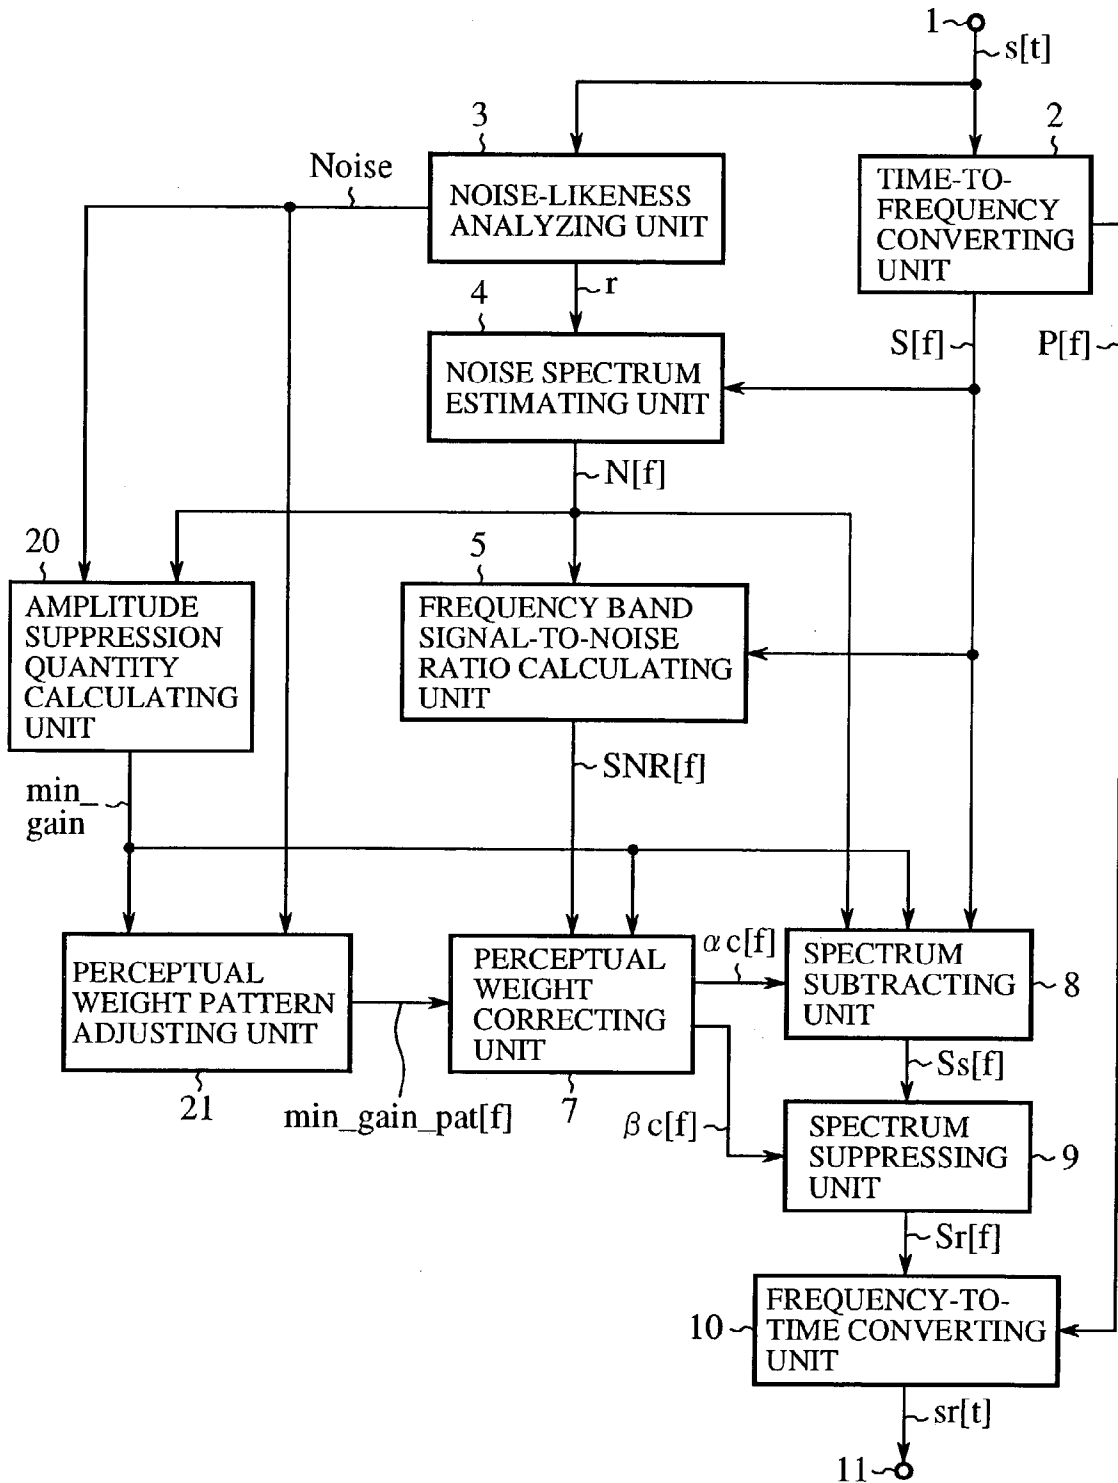 1
s[t]
3
2
Noise
NOISE-LIKENESS
ANALYZING UNIT
TIME-TO-
FREQUENCY
CONVERTING
UNIT
r
4
S[f]
P[f]
NOISE SPECTRUM
ESTIMATING UNIT
N[f]
20
5
AMPLITUDE
SUPPRESSION
QUANTITY
CALCULATING
UNIT
FREQUENCY BAND
SIGNAL-TO-NOISE
RATIO CALCULATING
UNIT
SNR[f]
min_
gain
PERCEPTUAL
WEIGHT PATTERN
ADJUSTING UNIT
21
min_gain_pat[f]
PERCEPTUAL
WEIGHT
CORRECTING
UNIT
7
αc[f]
βc[f]
SPECTRUM
SUBTRACTING
UNIT
8
Ss[f]
SPECTRUM
SUPPRESSING
UNIT
9
Sr[f]
10
FREQUENCY-TO-
TIME CONVERTING
UNIT
sr[t]
11